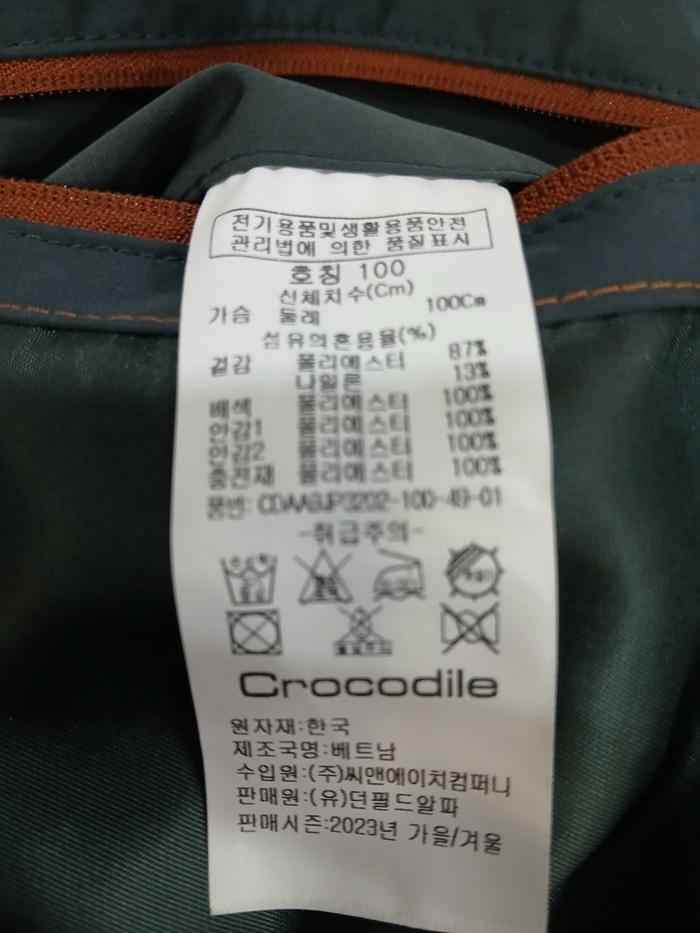 전기용품및생활용품안전
관리법에 의한 품질표시
호칭 100
신체치수(Cm)
가슴 둘레 100Cm
섬유의혼용율(%)
겉감 폴리에스터 87%
나일론 13%
배색 폴리에스터 100%
안감1 폴리에스터 100%
안감2 폴리에스터 100%
충전재 폴리에스터 100%
품번: CDAAGJP3202-100-4G-01
-취급주의-
손세탁
중성
Crocodile
원자재:한국
제조국명:베트남
수입원:(주)씨앤에이치컴퍼니
판매원:(유)던필드알파
판매시즌:2023년 가을/겨울